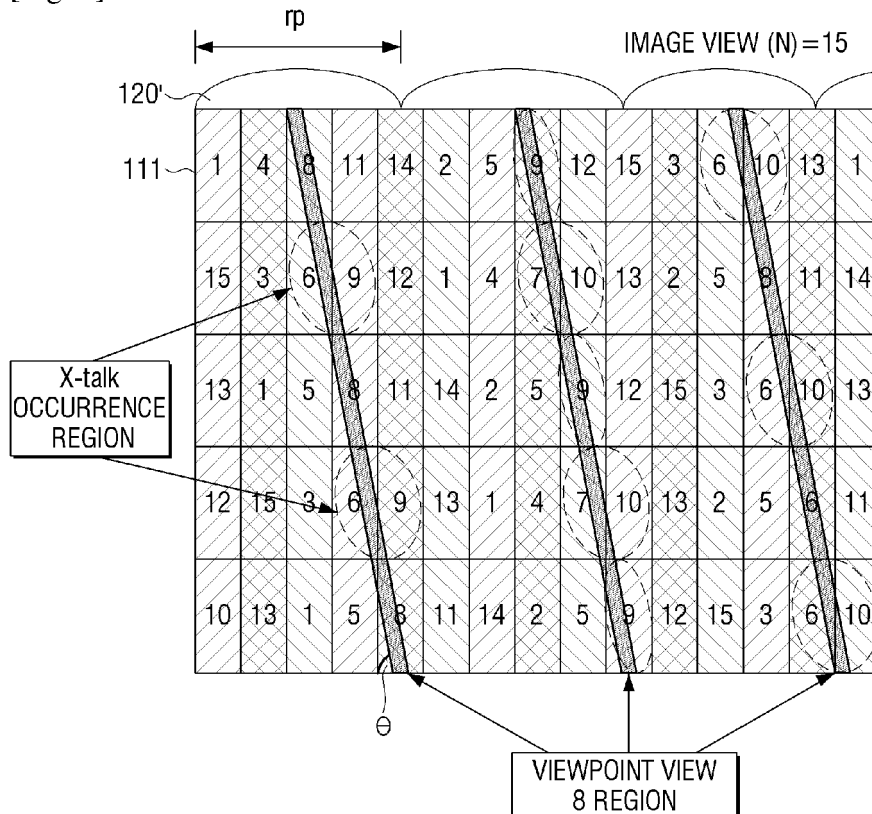 rp
IMAGE VIEW (N)=15
120'
111
1 4 8 11 14 2 5 9 12 15 3 6 10 13 1
15 3 6 9 12 1 4 7 10 13 2 5 8 11 14
13 1 5 8 11 14 2 5 9 12 15 3 6 10 13
X-talk
OCCURRENCE
REGION
12 15 3 6 9 13 1 4 7 10 13 2 5 6 11
10 13 1 5 8 11 14 2 5 9 12 15 3 6 10
θ
VIEWPOINT VIEW
8 REGION